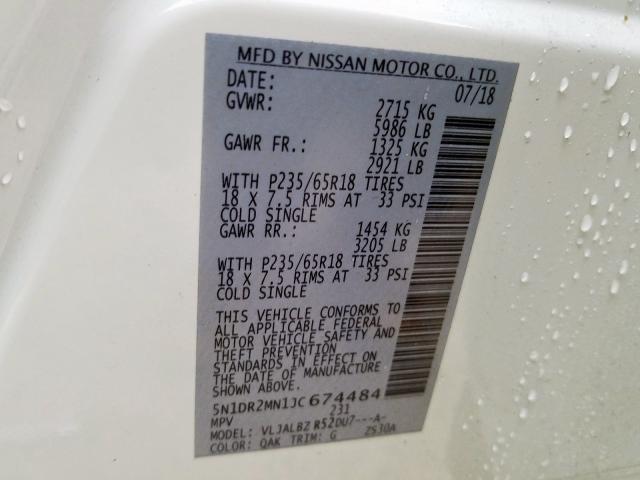 MFD BY NISSAN MOTOR CO., LTD.
DATE: 07/18
GVWR: 2715 KG
5986 LB
GAWR FR.: 1325 KG
2921 LB
WITH P235/65R18 TIRES
18 X 7.5 RIMS AT 33 PSI
COLD SINGLE
GAWR RR.: 1454 KG
3205 LB
WITH P235/65R18 TIRES
18 X 7.5 RIMS AT 33 PSI
COLD SINGLE
THIS VEHICLE CONFORMS TO
ALL APPLICABLE FEDERAL
MOTOR VEHICLE SAFETY AND
THEFT PREVENTION
STANDARDS IN EFFECT ON
THE DATE OF MANUFACTURE
SHOWN ABOVE.
5N1DR2MN1JC674484
MPV 231
MODEL: VLJALBZ R52DU7---A-
COLOR: QAK TRIM: G ZS30A